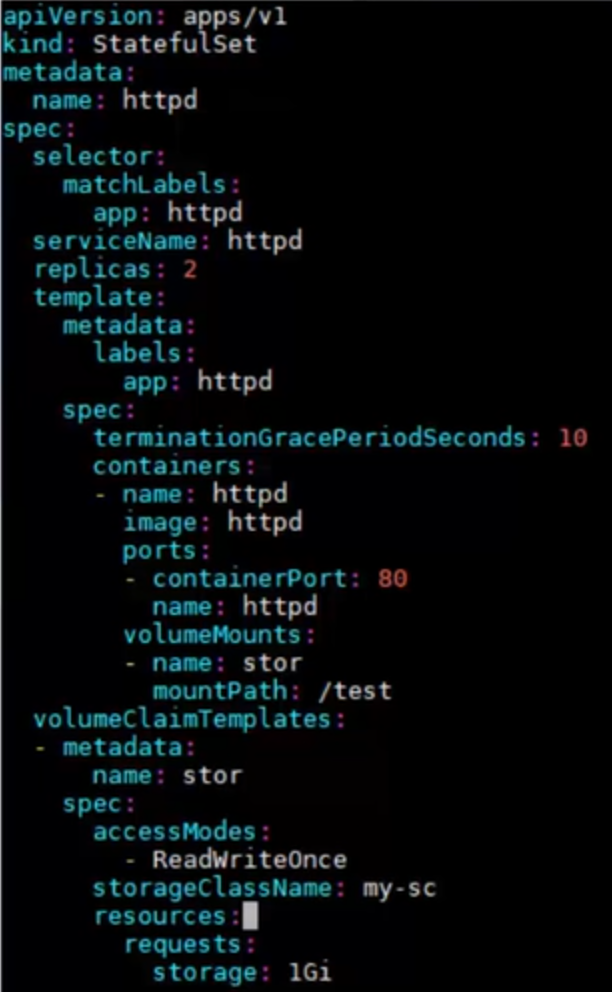 apiVersion: apps/v1
kind: StatefulSet
metadata:
  name: httpd
spec:
  selector:
    matchLabels:
      app: httpd
  serviceName: httpd
  replicas: 2
  template:
    metadata:
      labels:
        app: httpd
    spec:
      terminationGracePeriodSeconds: 10
      containers:
      - name: httpd
        image: httpd
        ports:
        - containerPort: 80
          name: httpd
        volumeMounts:
        - name: stor
          mountPath: /test
  volumeClaimTemplates:
  - metadata:
      name: stor
    spec:
      accessModes:
        - ReadWriteOnce
      storageClassName: my-sc
      resources:
        requests:
          storage: 1Gi